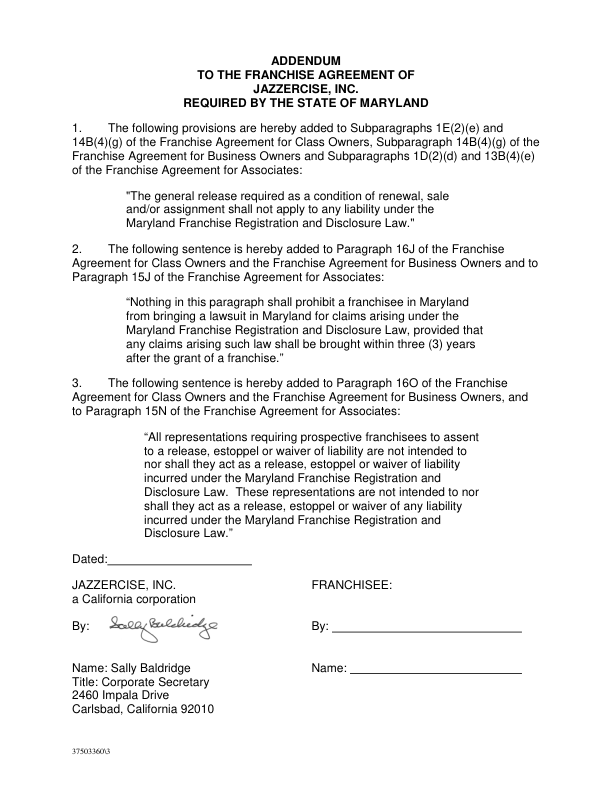 ADDENDUM
TO THE FRANCHISE AGREEMENT OF
JAZZERCISE, INC.
REQUIRED BY THE STATE OF MARYLAND
1. The following provisions are hereby added to Subparagraphs 1E(2)(e) and
14B(4)(g) of the Franchise Agreement for Class Owners, Subparagraph 14B(4)(g) of the
Franchise Agreement for Business Owners and Subparagraphs 1D(2)(d) and 13B(4)(e)
of the Franchise Agreement for Associates:
"The general release required as a condition of renewal, sale
and/or assignment shall not apply to any liability under the
Maryland Franchise Registration and Disclosure Law."
2. The following sentence is hereby added to Paragraph 16J of the Franchise
Agreement for Class Owners and the Franchise Agreement for Business Owners and to
Paragraph 15J of the Franchise Agreement for Associates:
“Nothing in this paragraph shall prohibit a franchisee in Maryland
from bringing a lawsuit in Maryland for claims arising under the
Maryland Franchise Registration and Disclosure Law, provided that
any claims arising such law shall be brought within three (3) years
after the grant of a franchise.”
3. The following sentence is hereby added to Paragraph 16O of the Franchise
Agreement for Class Owners and the Franchise Agreement for Business Owners, and
to Paragraph 15N of the Franchise Agreement for Associates:
“All representations requiring prospective franchisees to assent
to a release, estoppel or waiver of liability are not intended to
nor shall they act as a release, estoppel or waiver of liability
incurred under the Maryland Franchise Registration and
Disclosure Law. These representations are not intended to nor
shall they act as a release, estoppel or waiver of any liability
incurred under the Maryland Franchise Registration and
Disclosure Law.”
Dated:
JAZZERCISE, INC. FRANCHISEE:
a California corporation
By: Sally Baldridge By:
Name: Sally Baldridge Name:
Title: Corporate Secretary
2460 Impala Drive
Carlsbad, California 92010
37503360\3